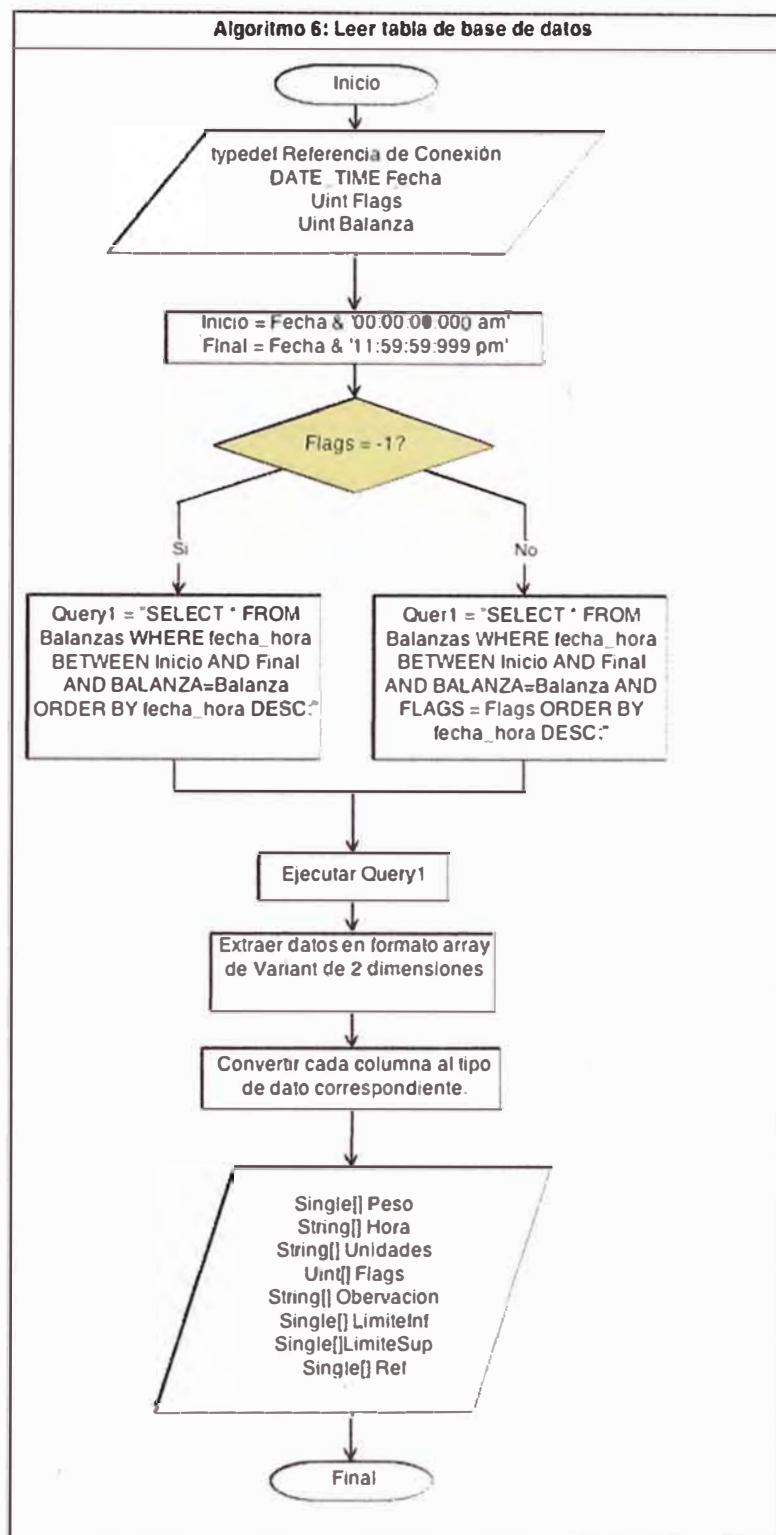 Algoritmo 6: Leer tabla de base de datos
Inicio
typedef Referencia de Conexión
DATE_TIME Fecha
Uint Flags
Uint Balanza
Inicio = Fecha & '00:00:00:000 am'
Final = Fecha & '11:59:59:999 pm'
Flags = -1?
Si
No
Query1 = "SELECT * FROM
Balanzas WHERE fecha_hora
BETWEEN Inicio AND Final
AND BALANZA=Balanza
ORDER BY fecha_hora DESC;"
Quer1 = "SELECT * FROM
Balanzas WHERE fecha_hora
BETWEEN Inicio AND Final
AND BALANZA=Balanza AND
FLAGS = Flags ORDER BY
fecha_hora DESC;"
Ejecutar Query1
Extraer datos en formato array
de Variant de 2 dimensiones
Convertir cada columna al tipo
de dato correspondiente.
Single[] Peso
String[] Hora
String[] Unidades
Uint[] Flags
String[] Obervacion
Single[] LimiteInf
Single[]LimiteSup
Single[] Ref
Final